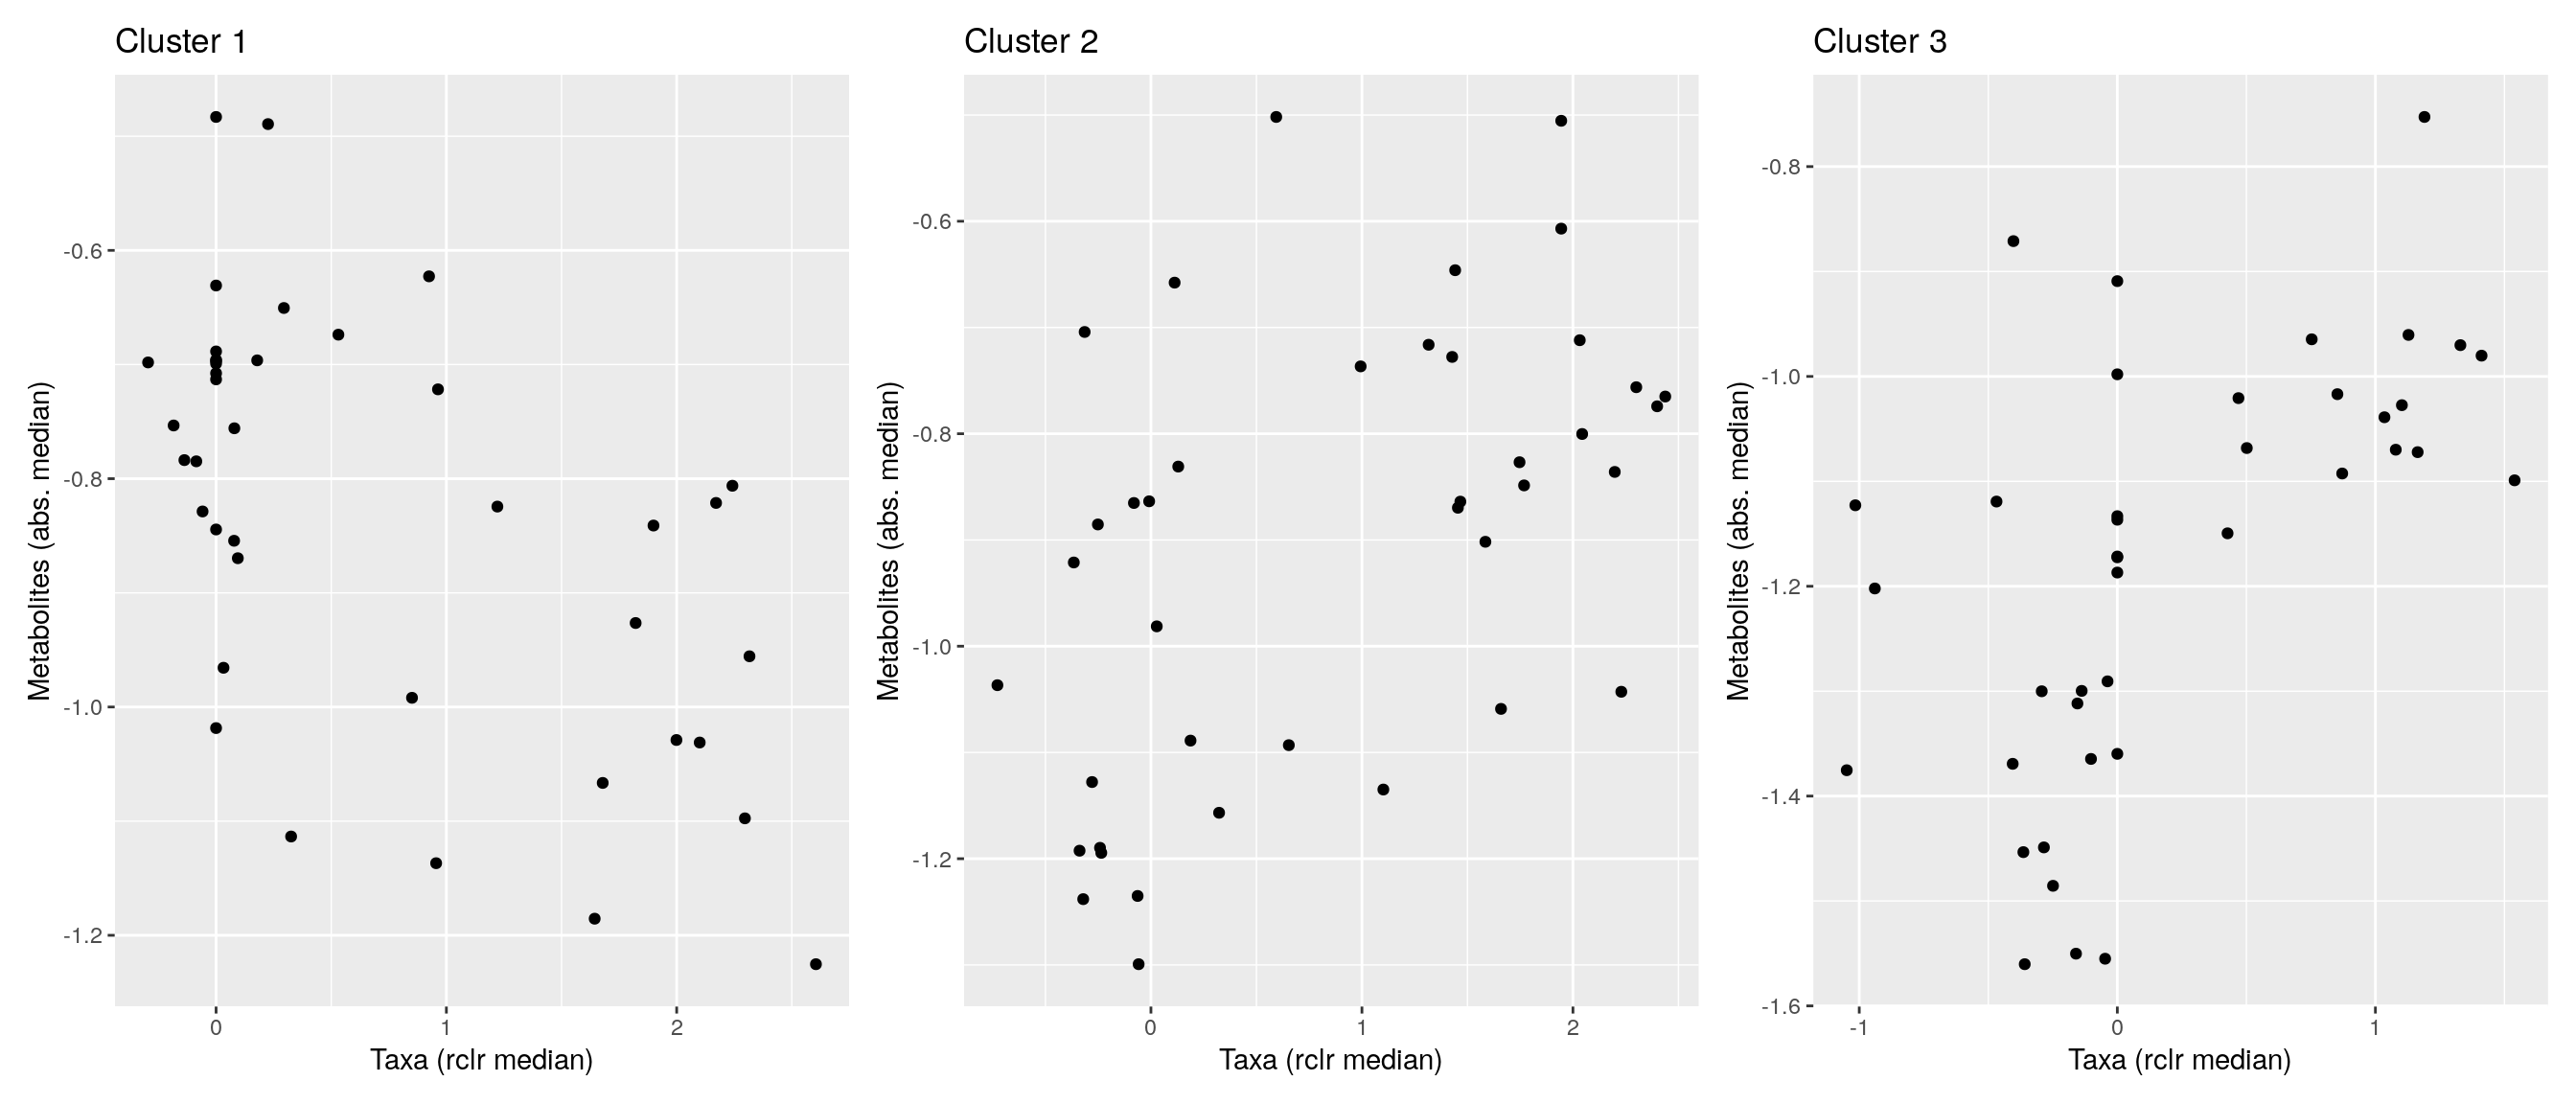 Cluster 1
Metabolites (abs. median)
-0.6
-0.8
-1.0
-1.2
0 1 2
Taxa (rclr median)
Cluster 2
Metabolites (abs. median)
-0.6
-0.8
-1.0
-1.2
0 1 2
Taxa (rclr median)
Cluster 3
Metabolites (abs. median)
-0.8
-1.0
-1.2
-1.4
-1.6
-1 0 1
Taxa (rclr median)